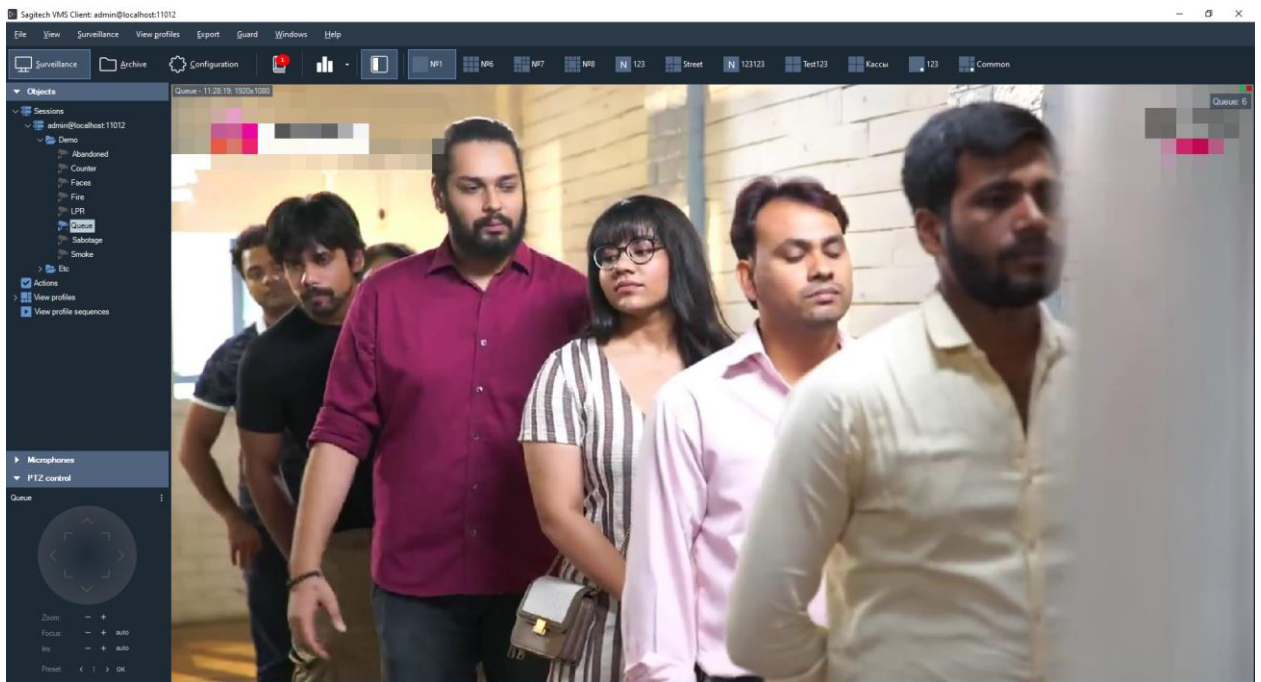 Sagitech VMS Client: admin@localhost:11012
File View Surveillance View profiles Export Guard Windows Help
Surveillance Archive Configuration 1 №1 №6 №7 №8 N 123 Street N 123123 Test123 Кассы 123 Common
Objects
Sessions
admin@localhost:11012
Demo
Abandoned
Counter
Faces
Fire
LPR
Queue
Sabotage
Smoke
Etc
Actions
View profiles
View profile sequences
Microphones
PTZ control
Queue
Zoom: − +
Focus: − + auto
Iris: − + auto
Preset: < 1 > OK
Queue - 11:28:19; 1920x1080
Queue: 6